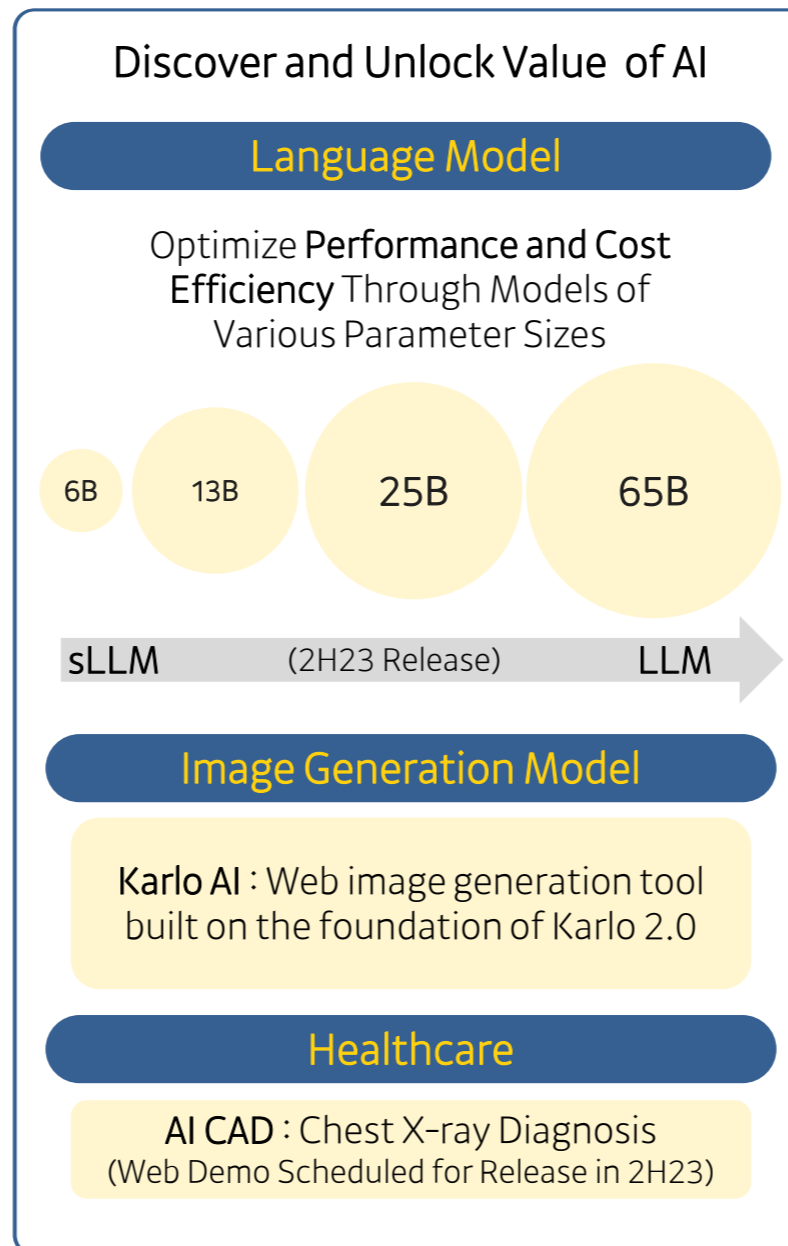 Discover and Unlock Value of AI
Language Model
Optimize Performance and Cost
Efficiency Through Models of
Various Parameter Sizes
6B 13B 25B 65B
sLLM (2H23 Release) LLM
Image Generation Model
Karlo AI : Web image generation tool
built on the foundation of Karlo 2.0
Healthcare
AI CAD : Chest X-ray Diagnosis
(Web Demo Scheduled for Release in 2H23)